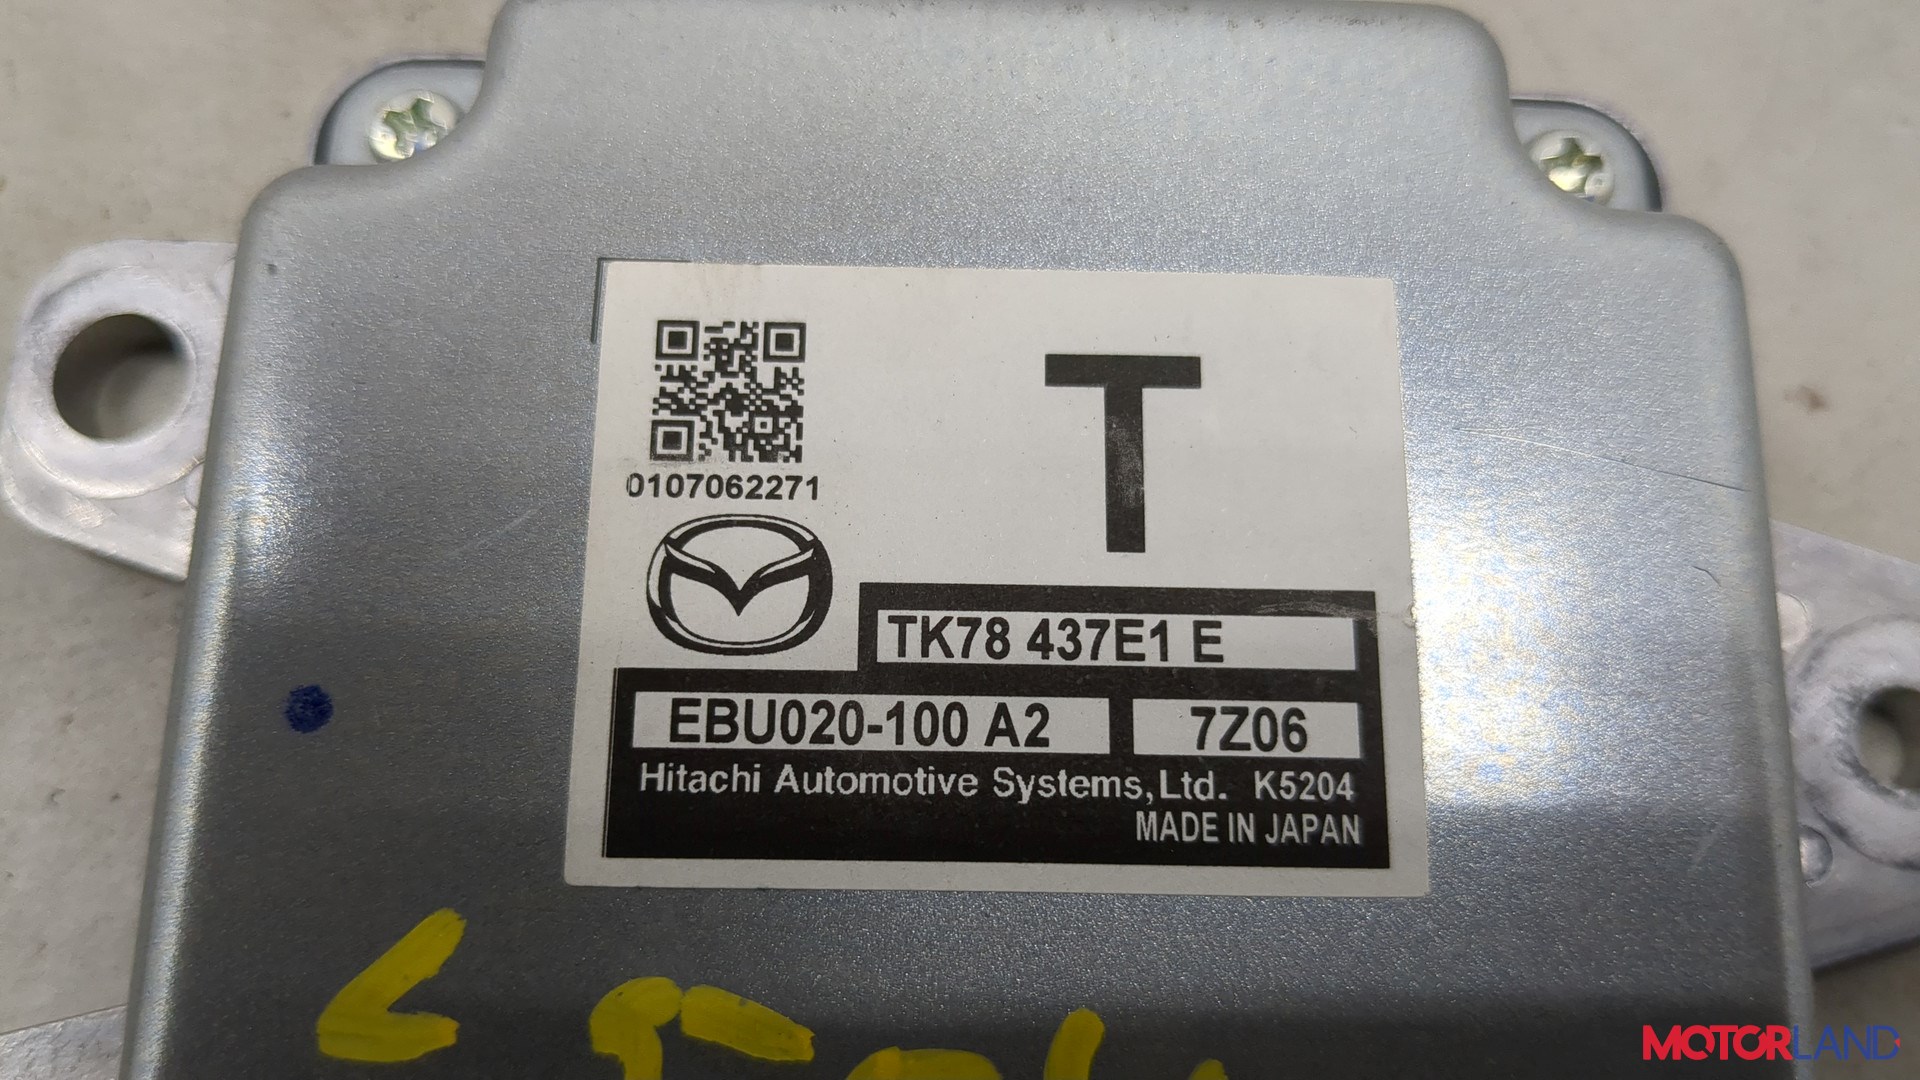 T
0107062271
TK78 437E1 E
EBU020-100 A2 7Z06
Hitachi Automotive Systems,Ltd. K5204
MADE IN JAPAN
MOTORLAND